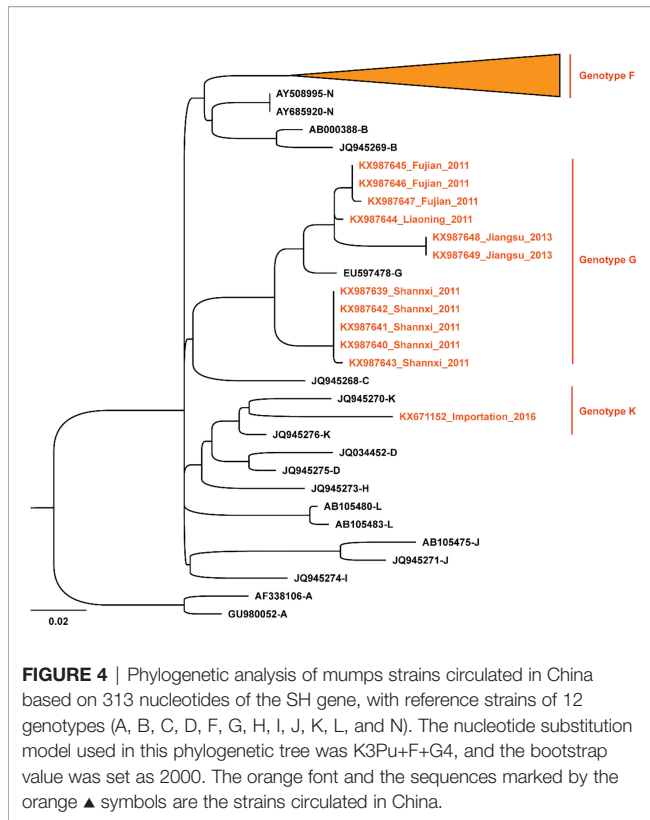 Genotype F
AY508995-N
AY685920-N
AB000388-B
JQ945269-B
KX987645_Fujian_2011
KX987646_Fujian_2011
KX987647_Fujian_2011
KX987644_Liaoning_2011
KX987648_Jiangsu_2013
KX987649_Jiangsu_2013
Genotype G
EU597478-G
KX987639_Shannxi_2011
KX987642_Shannxi_2011
KX987641_Shannxi_2011
KX987640_Shannxi_2011
KX987643_Shannxi_2011
JQ945268-C
JQ945270-K
KX671152_Importation_2016
Genotype K
JQ945276-K
JQ034452-D
JQ945275-D
JQ945273-H
AB105480-L
AB105483-L
AB105475-J
JQ945271-J
JQ945274-I
AF338106-A
GU980052-A
0.02
FIGURE 4 | Phylogenetic analysis of mumps strains circulated in China
based on 313 nucleotides of the SH gene, with reference strains of 12
genotypes (A, B, C, D, F, G, H, I, J, K, L, and N). The nucleotide substitution
model used in this phylogenetic tree was K3Pu+F+G4, and the bootstrap
value was set as 2000. The orange font and the sequences marked by the
orange ▲ symbols are the strains circulated in China.